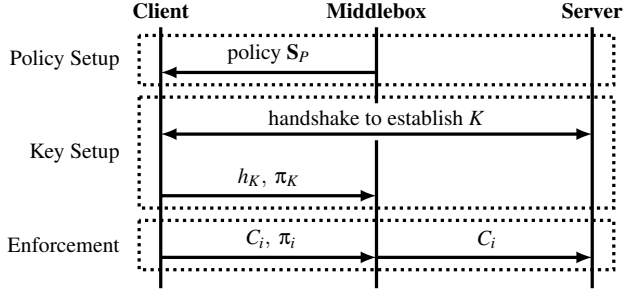 Client Middlebox Server
Policy Setup
policy S_P
handshake to establish K
Key Setup
h_K, π_K
Enforcement
C_i, π_i
C_i